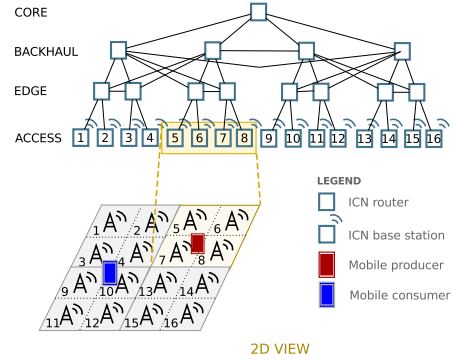 CORE
BACKHAUL
EDGE
ACCESS 1 2 3 4 5 6 7 8 9 10 11 12 13 14 15 16
LEGEND
ICN router
ICN base station
Mobile producer
Mobile consumer
1 2 5 6
3 4 7 8
9 10 13 14
11 12 15 16
2D VIEW